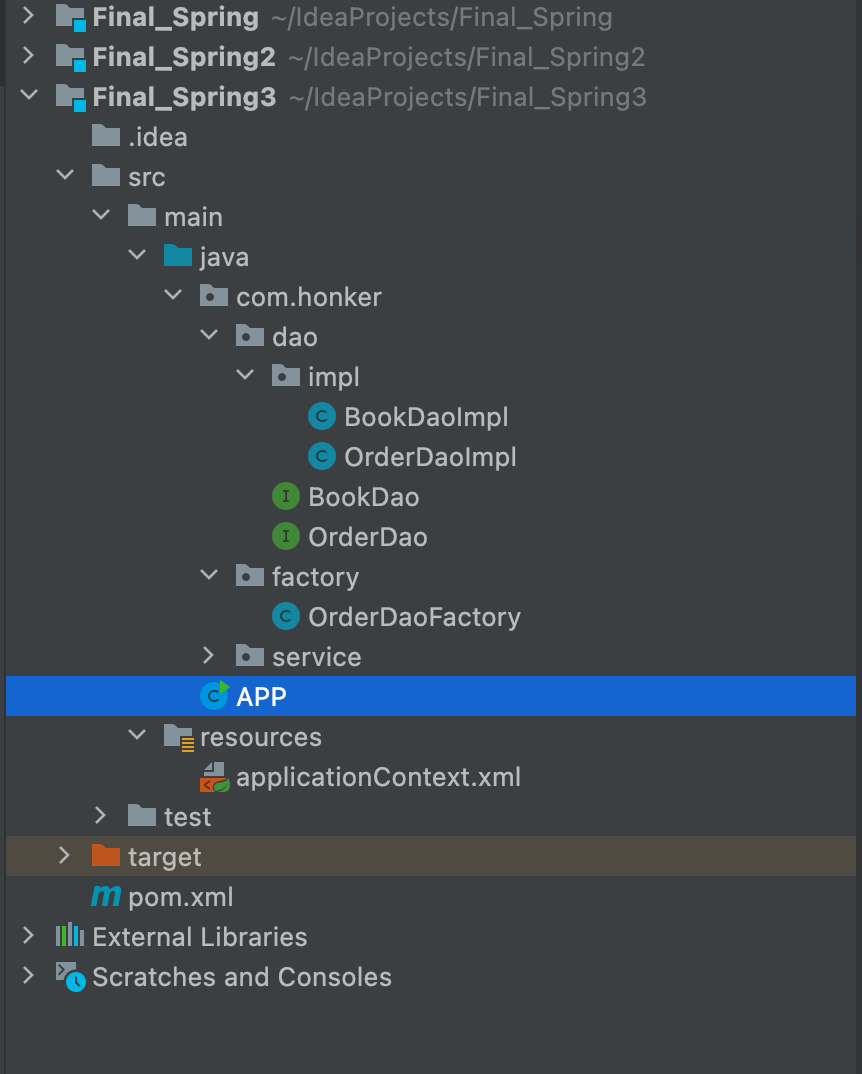 Final_Spring ~/IdeaProjects/Final_Spring
Final_Spring2 ~/IdeaProjects/Final_Spring2
Final_Spring3 ~/IdeaProjects/Final_Spring3
.idea
src
main
java
com.honker
dao
impl
C BookDaoImpl
C OrderDaoImpl
I BookDao
I OrderDao
factory
C OrderDaoFactory
service
C APP
resources
applicationContext.xml
test
target
m pom.xml
External Libraries
Scratches and Consoles